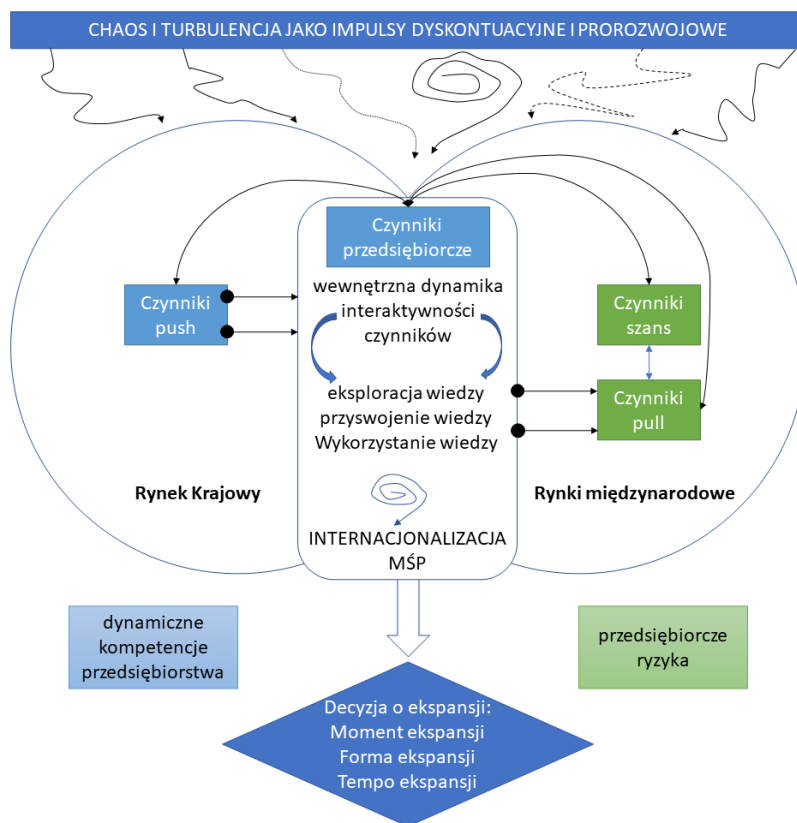 CHAOS I TURBULENCJA JAKO IMPULSY DYSKONTUACYJNE I PROROZWOJOWE
Czynniki
przedsiębiorcze
wewnętrzna dynamika
interaktywności
czynników
Czynniki
push
Czynniki
szans
eksploracja wiedzy
przyswojenie wiedzy
Wykorzystanie wiedzy
Czynniki
pull
Rynek Krajowy
Rynki międzynarodowe
INTERNACJONALIZACJA
MŚP
dynamiczne
kompetencje
przedsiębiorstwa
przedsiębiorcze
ryzyka
Decyzja o ekspansji:
Moment ekspansji
Forma ekspansji
Tempo ekspansji